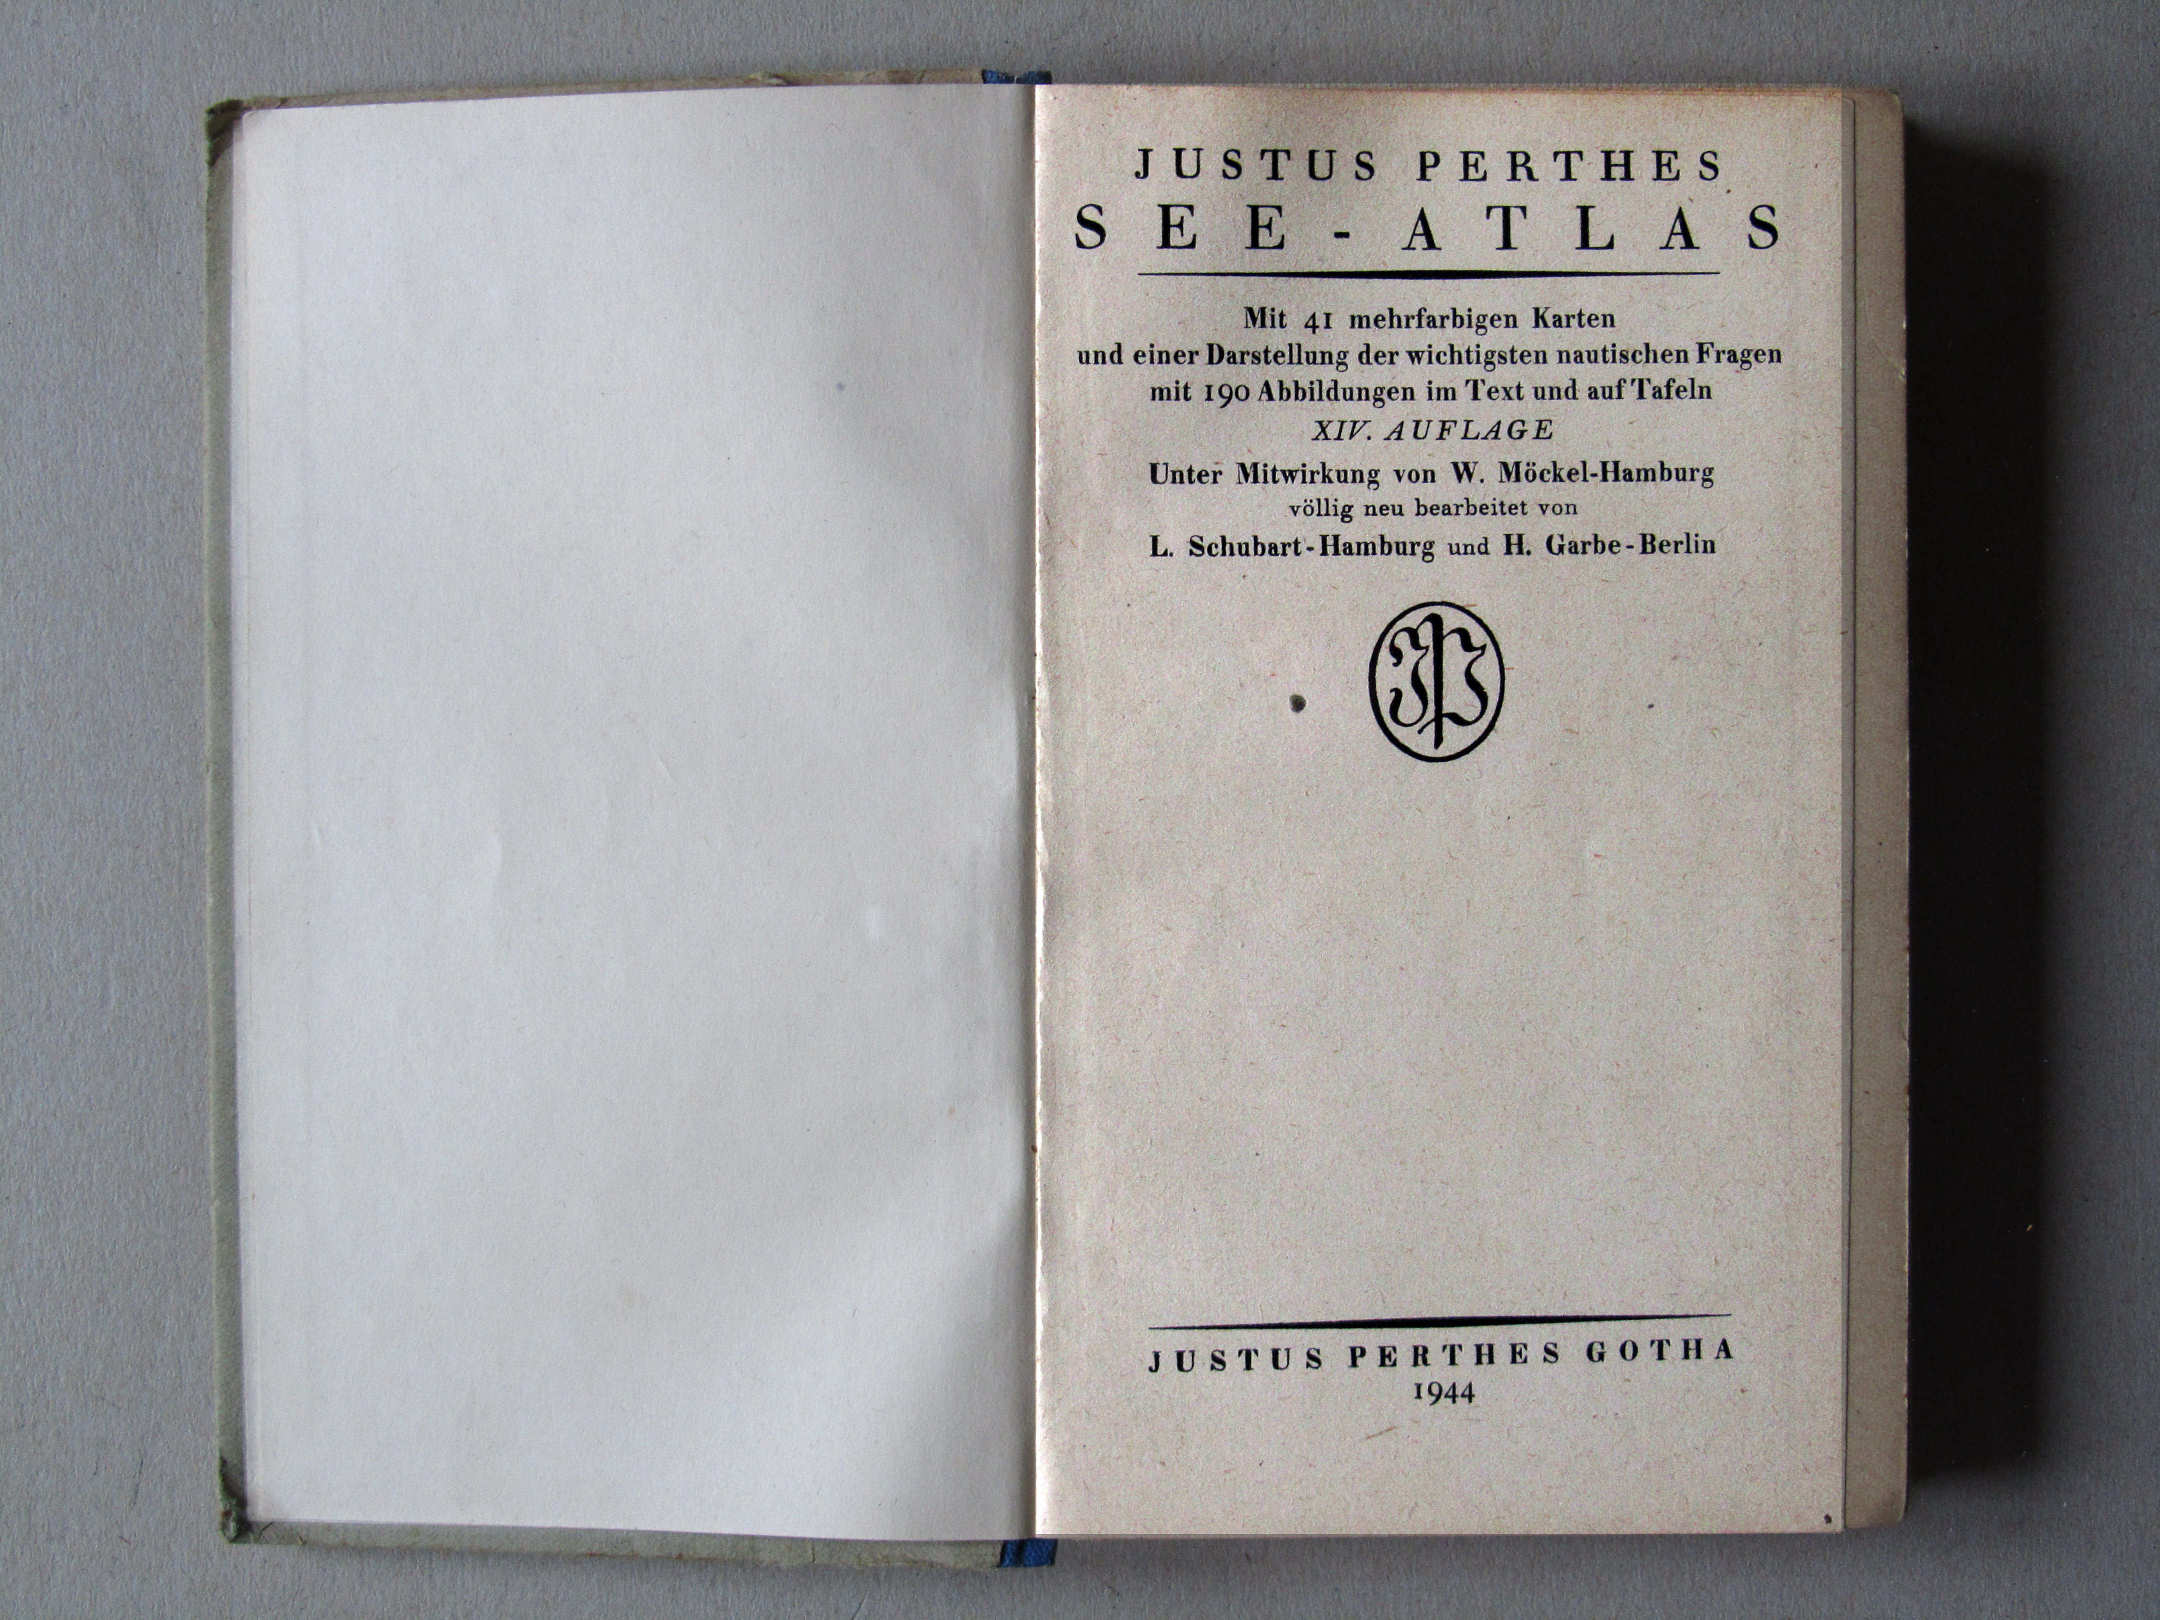 JUSTUS PERTHES
SEE-ATLAS
Mit 41 mehrfarbigen Karten
und einer Darstellung der wichtigsten nautischen Fragen
mit 190 Abbildungen im Text und auf Tafeln
XIV. AUFLAGE
Unter Mitwirkung von W. Möckel-Hamburg
völlig neu bearbeitet von
L. Schubart-Hamburg und H. Garbe-Berlin
JP
JUSTUS PERTHES GOTHA
1944